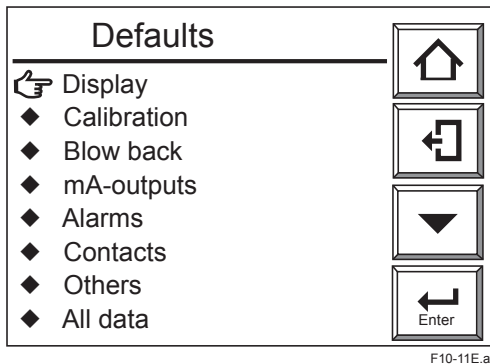 Defaults
Display
Calibration
Blow back
mA-outputs
Alarms
Contacts
Others
All data
Enter
F10-11E.a